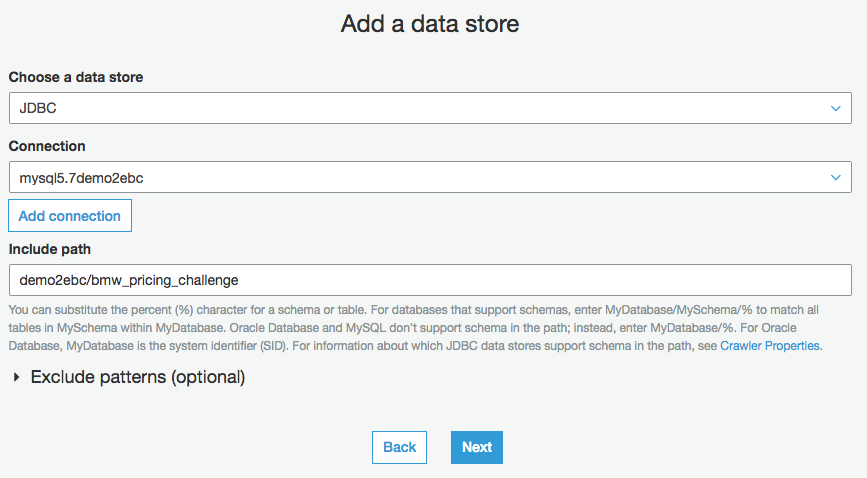 Add a data store
Choose a data store
JDBC
Connection
mysql5.7demo2ebc
Add connection
Include path
demo2ebc/bmw_pricing_challenge
You can substitute the percent (%) character for a schema or table. For databases that support schemas, enter MyDatabase/MySchema/% to match all
tables in MySchema within MyDatabase. Oracle Database and MySQL don't support schema in the path; instead, enter MyDatabase/%. For Oracle
Database, MyDatabase is the system identifier (SID). For information about which JDBC data stores support schema in the path, see Crawler Properties.
Exclude patterns (optional)
Back Next